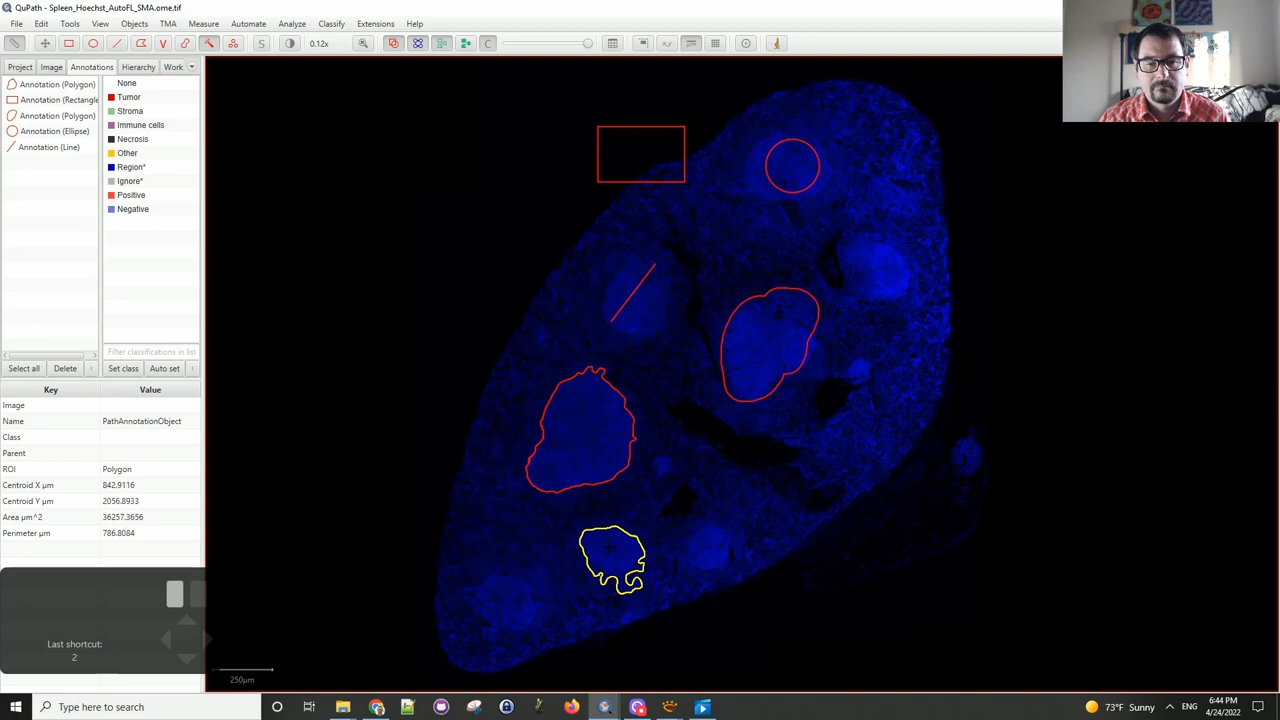 QuPath - Spleen_Hoechst_AutoFL_SMA.ome.tif
File Edit Tools View Objects TMA Measure Automate Analyze Classify Extensions Help
S 0.12x x,y C
Project Image Annotations Hierarchy Work
Annotation (Polygon)
Annotation (Rectangle
Annotation (Polygon)
Annotation (Ellipse)
Annotation (Line)
None
Tumor
Stroma
Immune cells
Necrosis
Other
Region*
Ignore*
Positive
Negative
Filter classifications in list
Select all Delete Set class Auto set
Key Value
Image
Name PathAnnotationObject
Class
Parent
ROI Polygon
Centroid X µm 842.9116
Centroid Y µm 2056.8933
Area µm^2 36257.3656
Perimeter µm 786.8084
Last shortcut:
2
250µm
Type here to search
73°F Sunny ENG
6:44 PM
4/24/2022